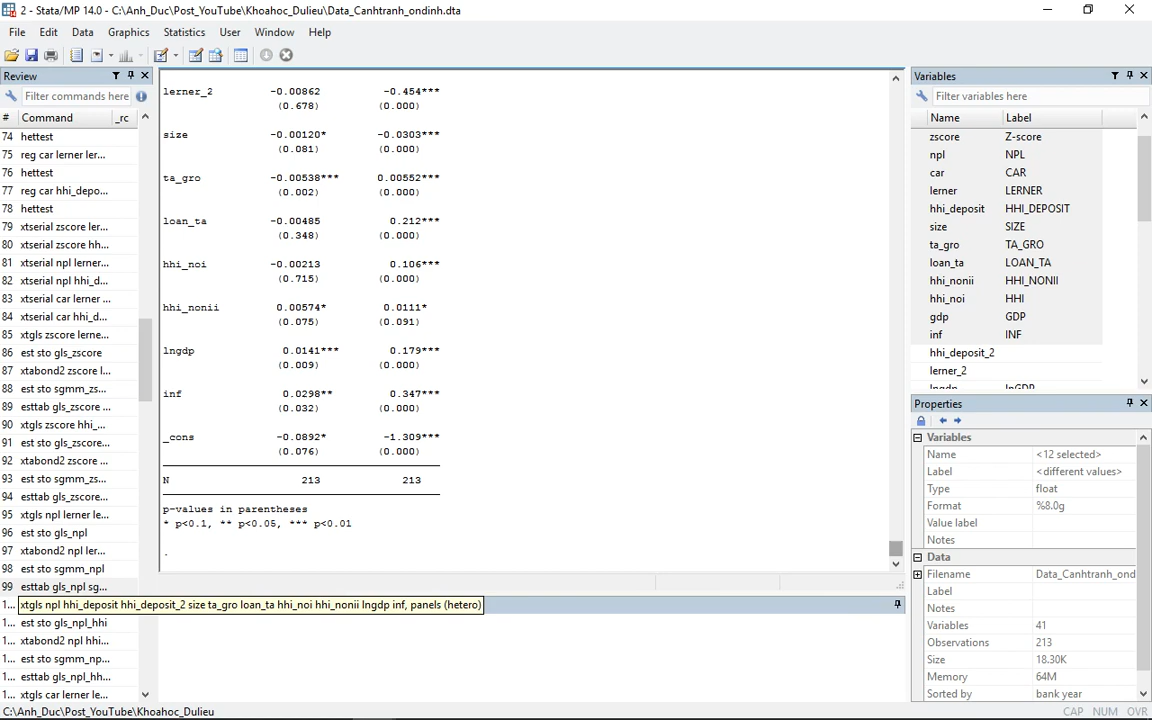 2 - Stata/MP 14.0 - C:\Anh_Duc\Post_YouTube\Khoahoc_Dulieu\Data_Canhtranh_ondinh.dta
File Edit Data Graphics Statistics User Window Help
Review
Filter commands here
# Command _rc
74 hettest
75 reg car lerner ler...
76 hettest
77 reg car hhi_depo...
78 hettest
79 xtserial zscore ler...
80 xtserial zscore hh...
81 xtserial npl lerner...
82 xtserial npl hhi_d...
83 xtserial car lerner ...
84 xtserial car hhi_d...
85 xtgls zscore lerne...
86 est sto gls_zscore
87 xtabond2 zscore l...
88 est sto sgmm_zs...
89 esttab gls_zscore ...
90 xtgls zscore hhi_...
91 est sto gls_zscore...
92 xtabond2 zscore ...
93 est sto sgmm_zs...
94 esttab gls_zscore...
95 xtgls npl lerner le...
96 est sto gls_npl
97 xtabond2 npl ler...
98 est sto sgmm_npl
99 esttab gls_npl sg...
1... xtgls npl hhi_deposit hhi_deposit_2 size ta_gro loan_ta hhi_noi hhi_nonii lngdp inf, panels (hetero)
1... est sto gls_npl_hhi
1... xtabond2 npl hhi...
1... est sto sgmm_np...
1... esttab gls_npl_hh...
1... xtgls car lerner le...
lerner_2 -0.00862 -0.454***
(0.678) (0.000)
size -0.00120* -0.0303***
(0.081) (0.000)
ta_gro -0.00538*** 0.00552***
(0.002) (0.000)
loan_ta -0.00485 0.212***
(0.348) (0.000)
hhi_noi -0.00213 0.106***
(0.715) (0.000)
hhi_nonii 0.00574* 0.0111*
(0.075) (0.091)
lngdp 0.0141*** 0.179***
(0.009) (0.000)
inf 0.0298** 0.347***
(0.032) (0.000)
_cons -0.0892* -1.309***
(0.076) (0.000)
N 213 213
p-values in parentheses
* p<0.1, ** p<0.05, *** p<0.01
.
Variables
Filter variables here
Name Label
zscore Z-score
npl NPL
car CAR
lerner LERNER
hhi_deposit HHI_DEPOSIT
size SIZE
ta_gro TA_GRO
loan_ta LOAN_TA
hhi_nonii HHI_NONII
hhi_noi HHI
gdp GDP
inf INF
hhi_deposit_2
lerner_2
lngdp lnGDP
Properties
Variables
Name <12 selected>
Label <different values>
Type float
Format %8.0g
Value label
Notes
Data
Filename Data_Canhtranh_ond
Label
Notes
Variables 41
Observations 213
Size 18.30K
Memory 64M
Sorted by bank year
C:\Anh_Duc\Post_YouTube\Khoahoc_Dulieu
CAP NUM OVR